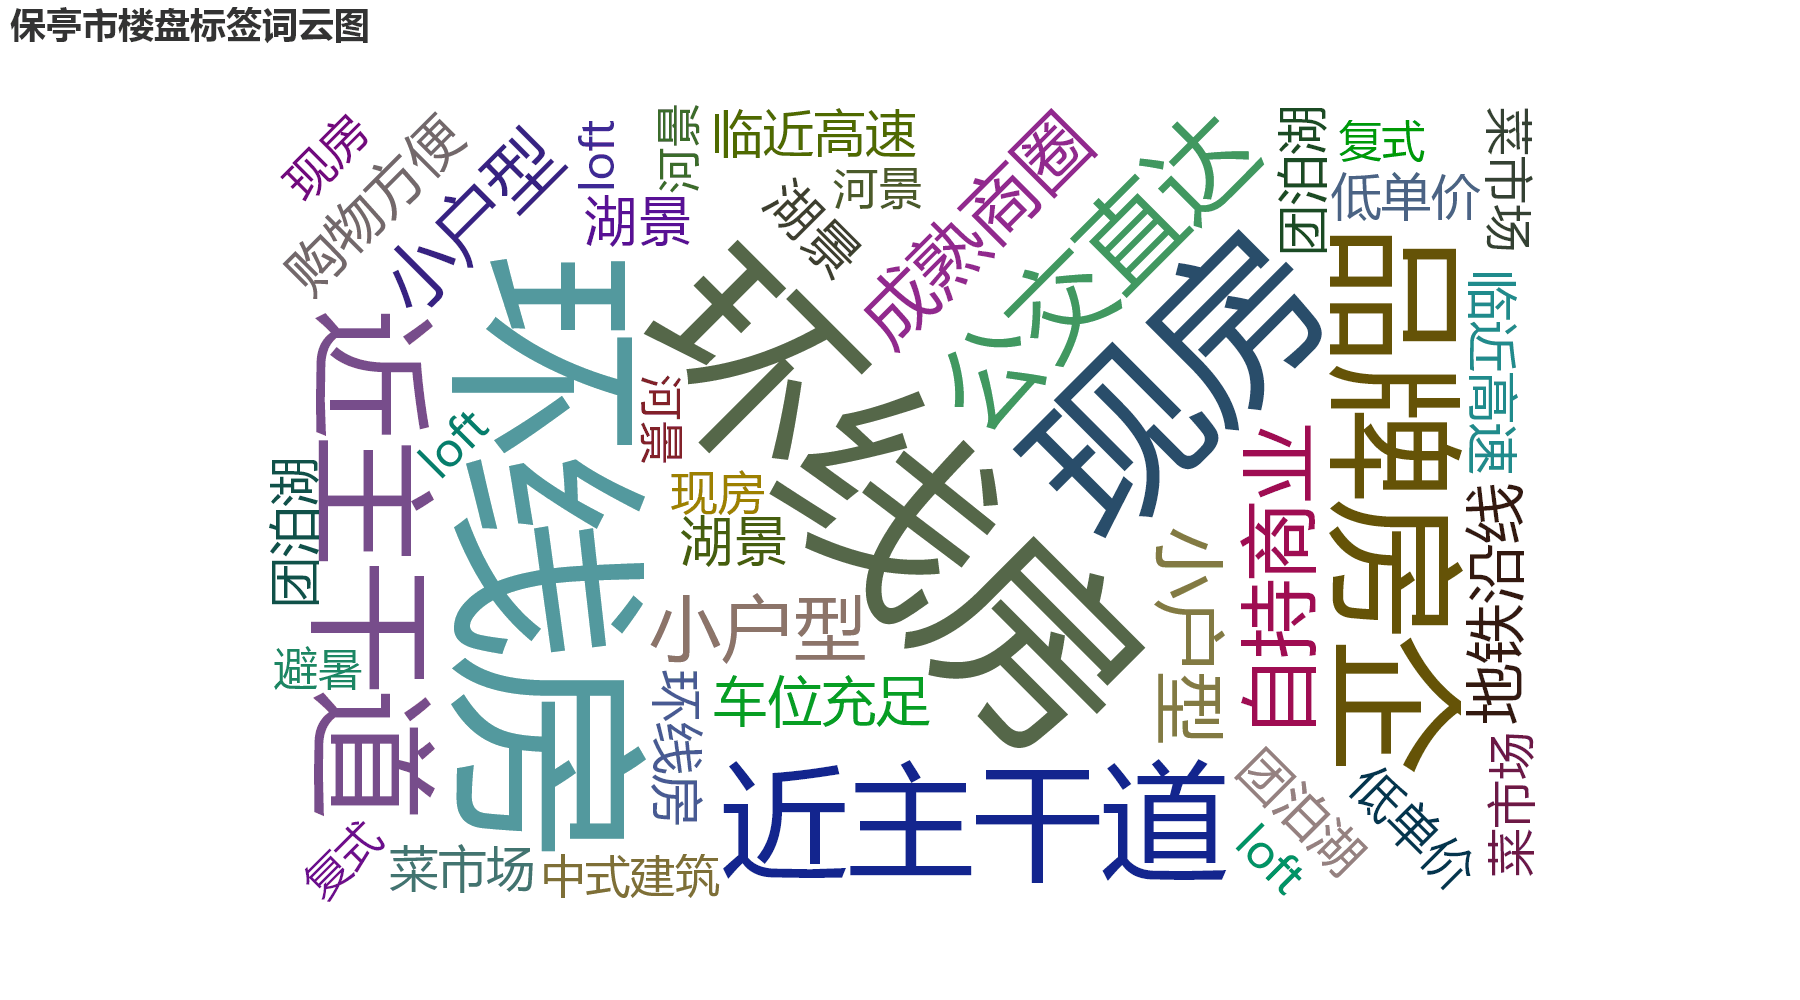 保亭市楼盘标签词云图
现房
购物方便
小户型
loft
湖景
河景
临近高速
河景
湖景
成熟商圈
公交直达
团泊湖
复式
低单价
菜市场
近主干道
环线房
环线房
现房
品牌房企
临近高速
loft
河景
现房
湖景
团泊湖
避暑
小户型
车位充足
环线房
小户型
自持商业
地铁沿线
复式
菜市场
中式建筑
近主干道
团泊湖
loft
低单价
菜市场